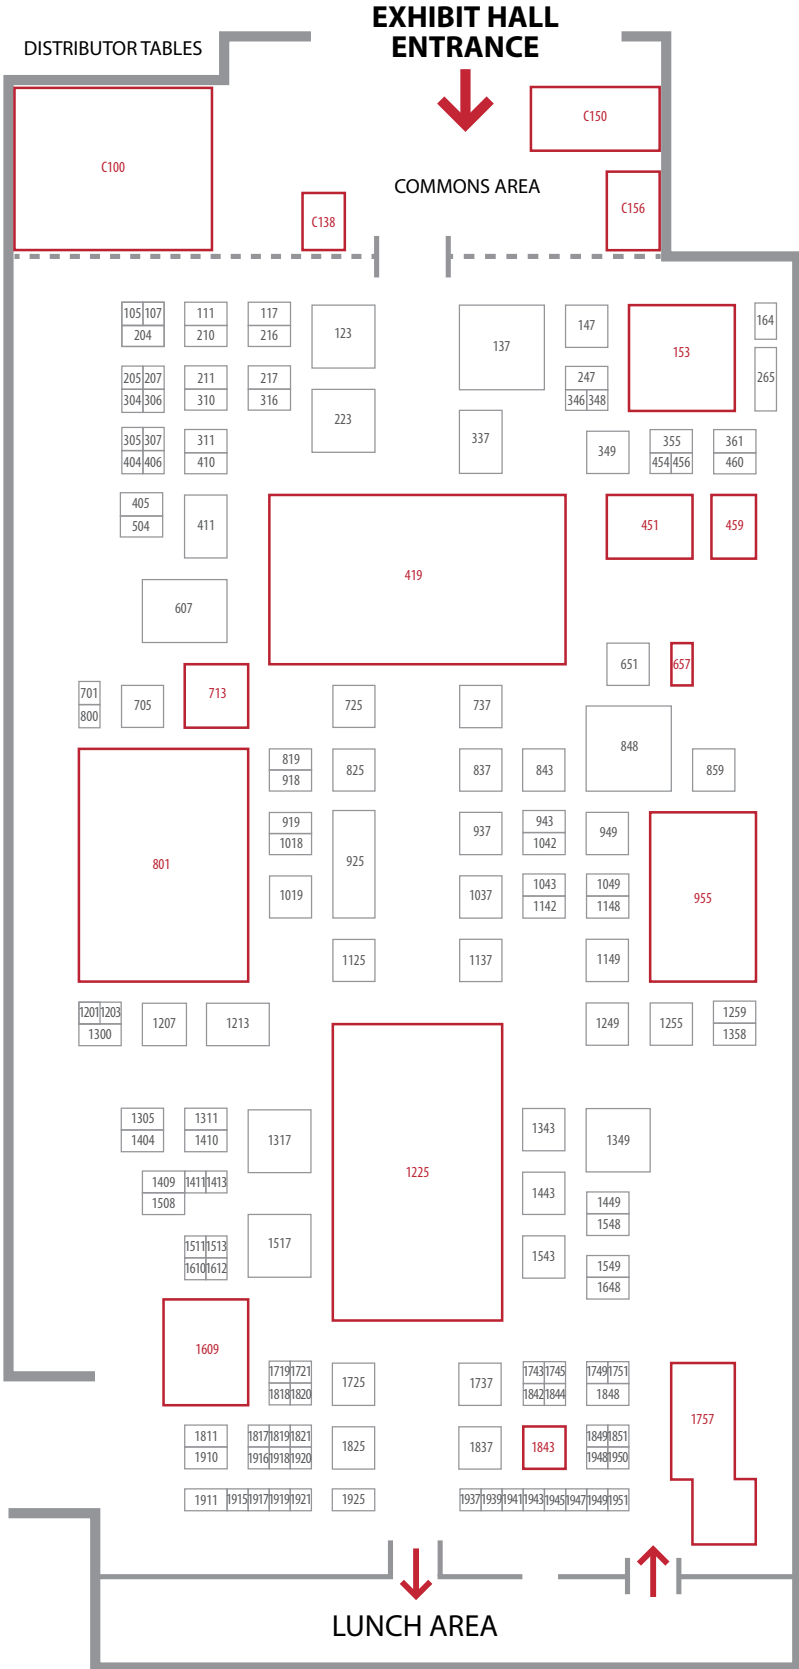 EXHIBIT HALL
ENTRANCE
DISTRIBUTOR TABLES
C150
C100
COMMONS AREA
C156
C138
105 107 111 117 123 137 147 153 164
204 210 216
205 207 211 217 223 247 265
304 306 310 316 346 348
305 307 311 337 349 355 361
404 406 410 454 456 460
405 411 419 451 459
504
607
651 657
701 705 713 725 737
800
848
819 825 837 843 859
918
801 919 925 937 943 949 955
1018 1042
1019 1037 1043 1049
1142 1148
1125 1137 1149
1201 1203 1207 1213 1249 1255 1259
1300 1358
1305 1311 1317 1343 1349
1404 1410
1225
1409 1411 1413 1443 1449
1508 1548
1511 1513 1517 1543 1549
1610 1612 1648
1609
1719 1721 1725 1737 1743 1745 1749 1751
1818 1820 1842 1844 1848
1757
1811 1817 1819 1821 1825 1837 1843 1849 1851
1910 1916 1918 1920 1948 1950
1911 1915 1917 1919 1921 1925 1937 1939 1941 1943 1945 1947 1949 1951
LUNCH AREA